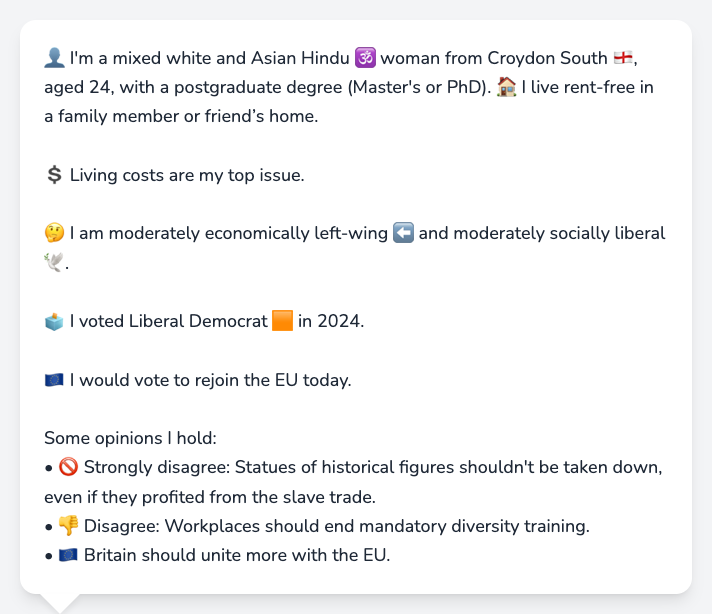 👤 I'm a mixed white and Asian Hindu 🕉️ woman from Croydon South 🏴󠁧󠁢󠁥󠁮󠁧󠁿,
aged 24, with a postgraduate degree (Master's or PhD). 🏠 I live rent-free in
a family member or friend’s home.
💲 Living costs are my top issue.
🤔 I am moderately economically left-wing ⬅️ and moderately socially liberal
🕊️.
🗳️ I voted Liberal Democrat 🟧 in 2024.
🇪🇺 I would vote to rejoin the EU today.
Some opinions I hold:
• 🚫 Strongly disagree: Statues of historical figures shouldn't be taken down,
even if they profited from the slave trade.
• 👎 Disagree: Workplaces should end mandatory diversity training.
• 🇪🇺 Britain should unite more with the EU.